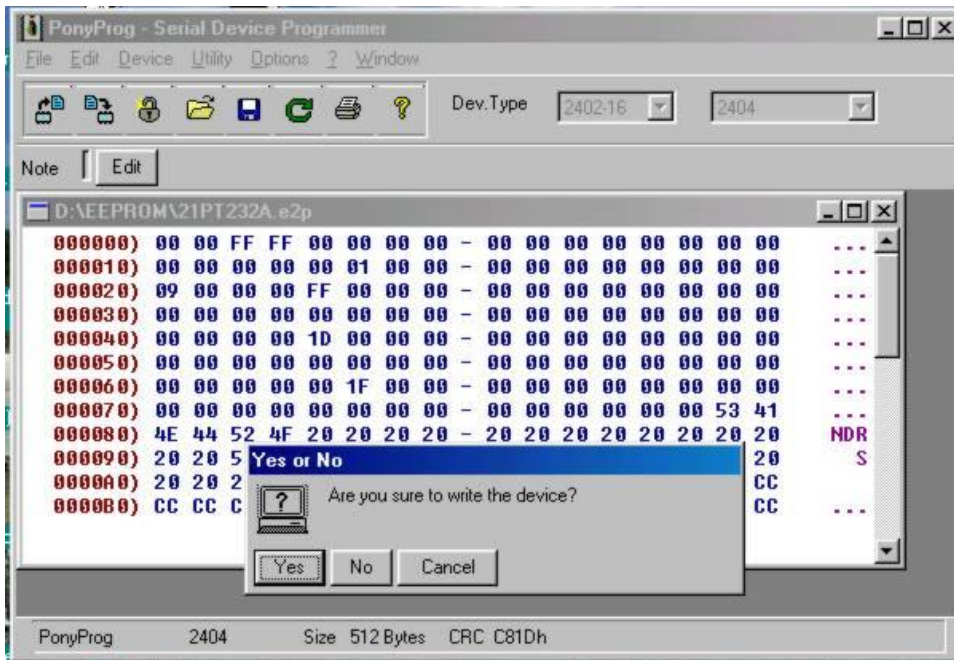 PonyProg - Serial Device Programmer
File Edit Device Utility Options ? Window
Dev.Type 2402-16 2404
Note Edit
D:\EEPROM\21PT232A.e2p
000000) 00 00 FF FF 00 00 00 00 - 00 00 00 00 00 00 00 00 ...
000010) 00 00 00 00 00 01 00 00 - 00 00 00 00 00 00 00 00 ...
000020) 09 00 00 00 FF 00 00 00 - 00 00 00 00 00 00 00 00 ...
000030) 00 00 00 00 00 00 00 00 - 00 00 00 00 00 00 00 00 ...
000040) 00 00 00 00 1D 00 00 00 - 00 00 00 00 00 00 00 00 ...
000050) 00 00 00 00 00 00 00 00 - 00 00 00 00 00 00 00 00 ...
000060) 00 00 00 00 00 1F 00 00 - 00 00 00 00 00 00 00 00 ...
000070) 00 00 00 00 00 00 00 00 - 00 00 00 00 00 00 53 41 ...
000080) 4E 44 52 4F 20 20 20 20 - 20 20 20 20 20 20 20 20 NDR
000090) 20 20 5 20 S
0000A0) 20 20 2 CC
0000B0) CC CC C CC ...
Yes or No
Are you sure to write the device?
Yes No Cancel
PonyProg 2404 Size 512 Bytes CRC C81Dh